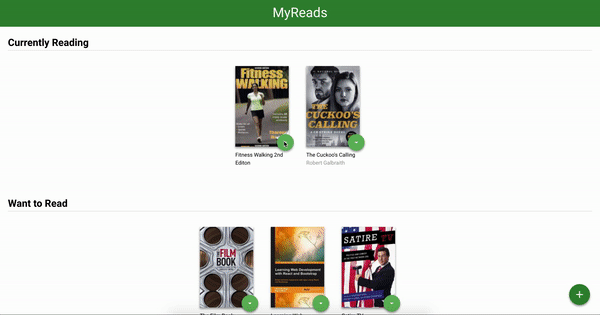 MyReads
Currently Reading
Fitness
WALKING
THE
CUCKOO'S
CALLING
Fitness Walking 2nd
Editon
The Cuckoo's Calling
Robert Galbraith
Want to Read
FILM
BOOK
Learning Web Development
with React and Bootstrap
SATIRE TV